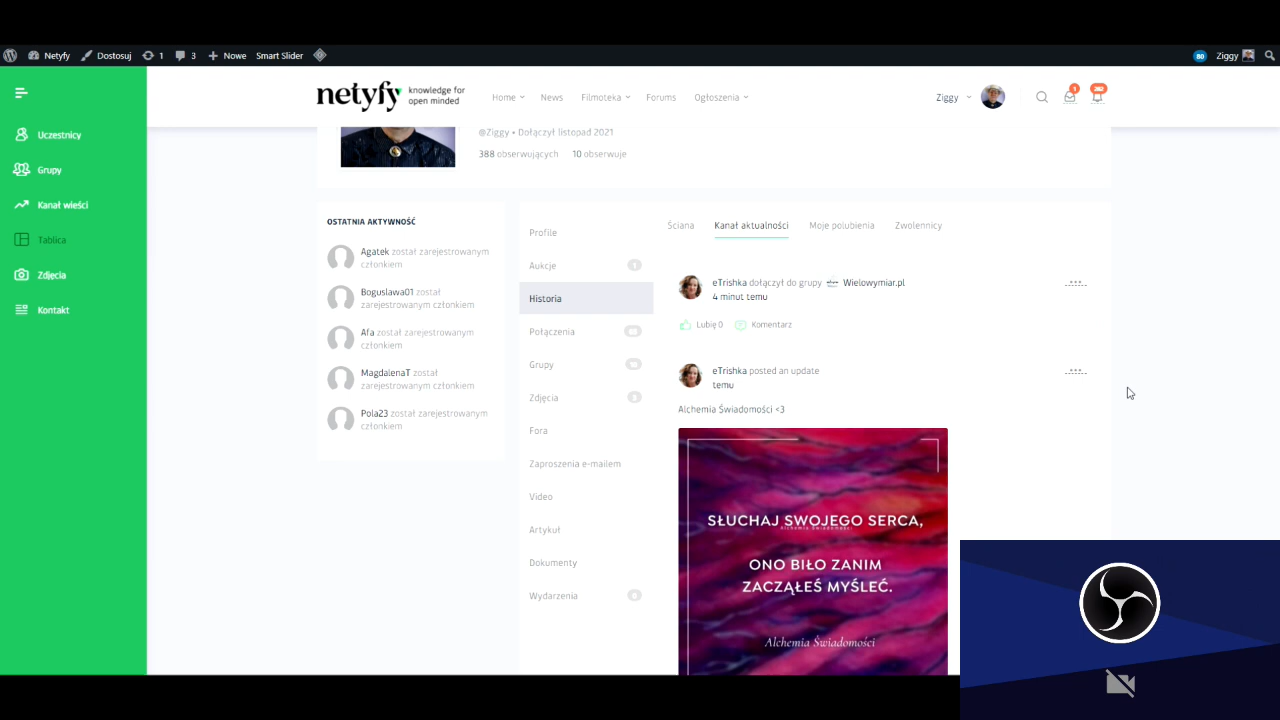 Netyfy
Dostosuj
1
3
Nowe
Smart Slider
80
Ziggy
netyfy
knowledge for
open minded
Home
News
Filmoteka
Forums
Ogłoszenia
Ziggy
Uczestnicy
Grupy
Kanał wieści
Tablica
Zdjęcia
Kontakt
@Ziggy • Dołączył listopad 2021
388 obserwujących 10 obserwuje
OSTATNIA AKTYWNOŚĆ
Agatek został zarejestrowanym
członkiem
Boguslawa01 został
zarejestrowanym członkiem
Afa został zarejestrowanym
członkiem
MagdalenaT został
zarejestrowanym członkiem
Pola23 został zarejestrowanym
członkiem
Profile
Aukcje 1
Historia
Połączenia
Grupy
Zdjęcia
Fora
Zaproszenia e-mailem
Video
Artykuł
Dokumenty
Wydarzenia 0
Ściana
Kanał aktualności
Moje polubienia
Zwolennicy
eTrishka dołączył do grupy Wielowymiar.pl
4 minut temu
Lubię 0 Komentarz
eTrishka posted an update
temu
Alchemia Świadomości <3
SŁUCHAJ SWOJEGO SERCA,
Alchemia Świadomości
ONO BIŁO ZANIM
ZACZĄŁEŚ MYŚLEĆ.
Alchemia Świadomości